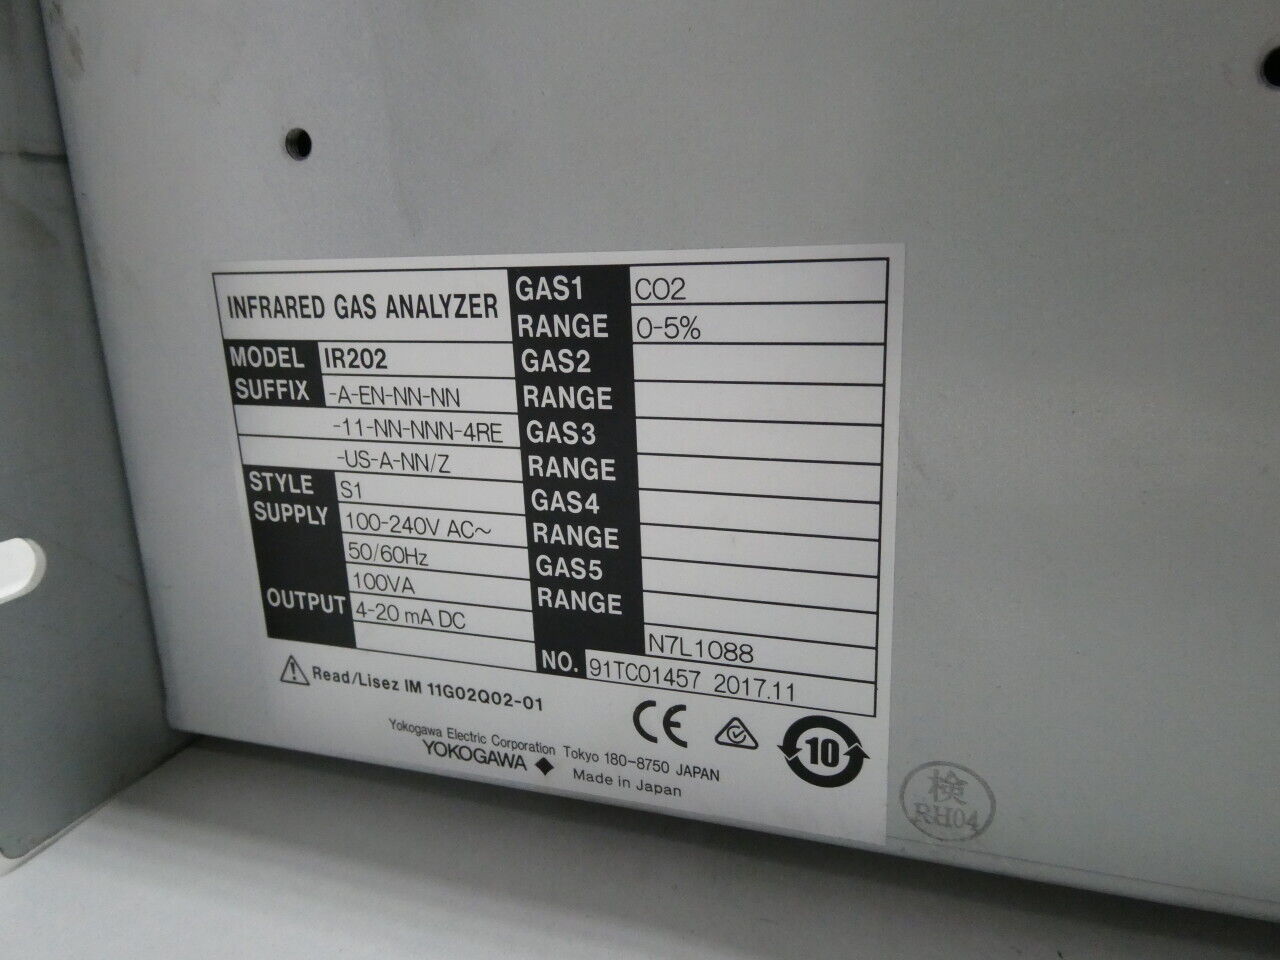 INFRARED GAS ANALYZER
MODEL IR202
SUFFIX -A-EN-NN-NN
-11-NN-NNN-4RE
-US-A-NN/Z
STYLE S1
SUPPLY 100-240V AC~
50/60Hz
100VA
OUTPUT 4-20 mA DC
GAS1 CO2
RANGE 0-5%
GAS2
RANGE
GAS3
RANGE
GAS4
RANGE
GAS5
RANGE
N7L1088
NO. 91TC01457 2017.11
Read/Lisez IM 11G02Q02-01
CE
10
Yokogawa Electric Corporation Tokyo 180-8750 JAPAN
YOKOGAWA Made in Japan
検
RH04